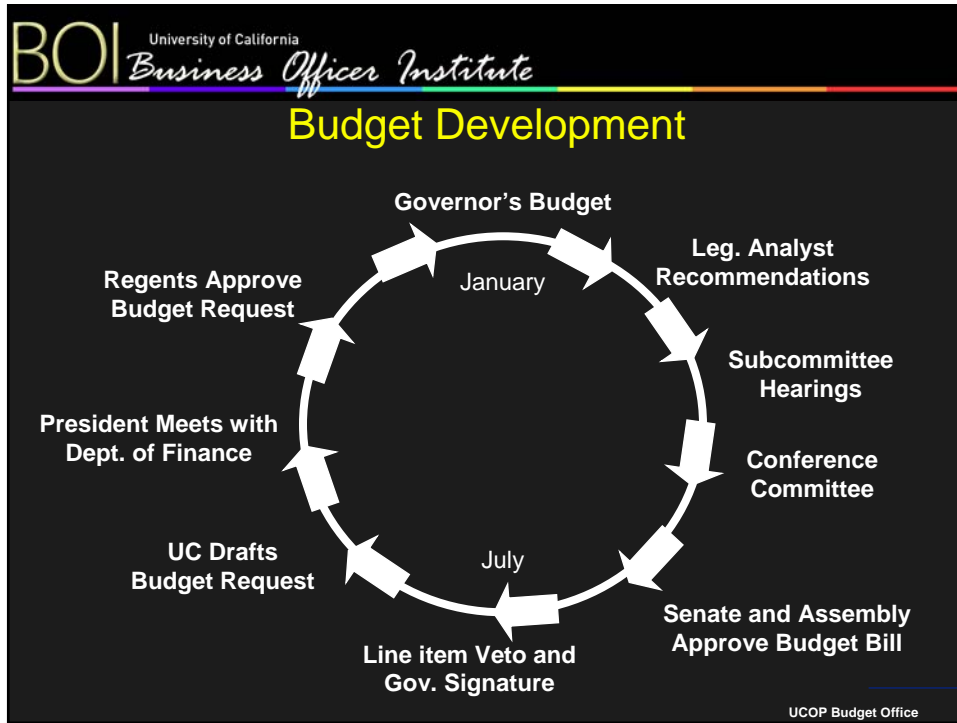 BOI
University of California
Business Officer Institute
Budget Development
Governor's Budget
January
Leg. Analyst
Recommendations
Subcommittee
Hearings
Conference
Committee
Senate and Assembly
Approve Budget Bill
July
Line item Veto and
Gov. Signature
UC Drafts
Budget Request
President Meets with
Dept. of Finance
Regents Approve
Budget Request
UCOP Budget Office